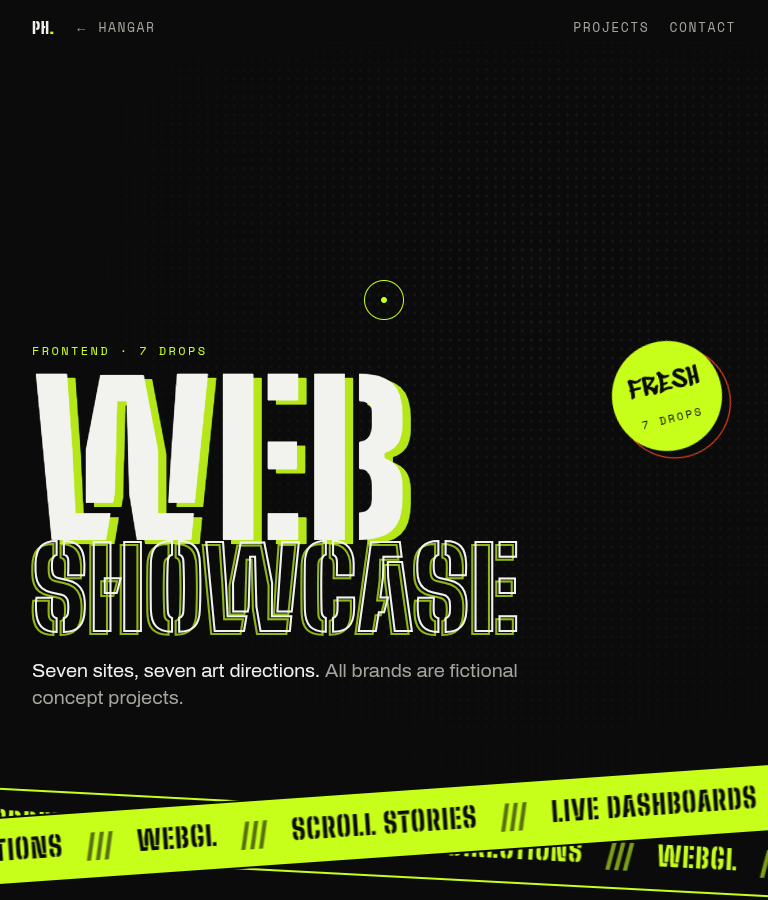 PH. ← HANGAR PROJECTS CONTACT
FRONTEND · 7 DROPS
WEB
SHOWCASE
FRESH
7 DROPS
Seven sites, seven art directions. All brands are fictional
concept projects.
TIONS /// WEBGL /// SCROLL STORIES /// LIVE DASHBOARDS
DIRECTIONS /// WEBGL /